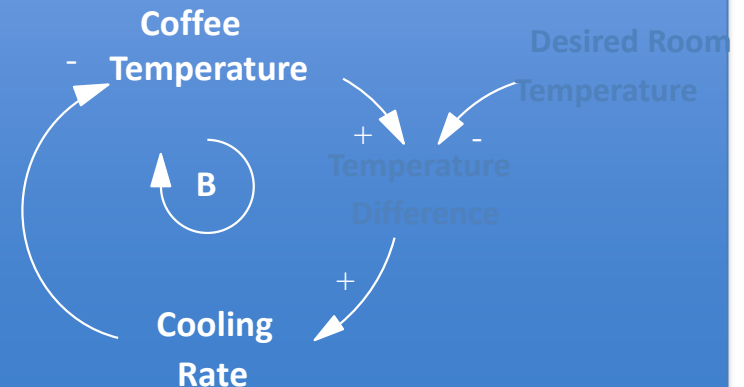 Coffee
Temperature
-
Desired Room
Temperature
+
-
Temperature
Difference
B
+
Cooling
Rate